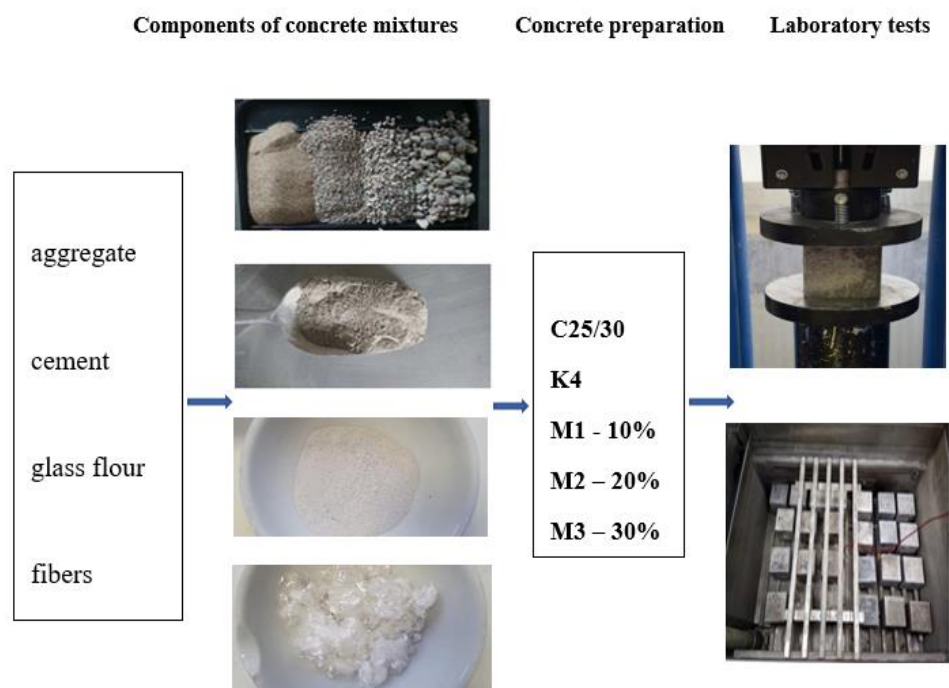 Components of concrete mixtures
Concrete preparation
Laboratory tests
aggregate
cement
glass flour
fibers
C25/30
K4
M1 - 10%
M2 – 20%
M3 – 30%